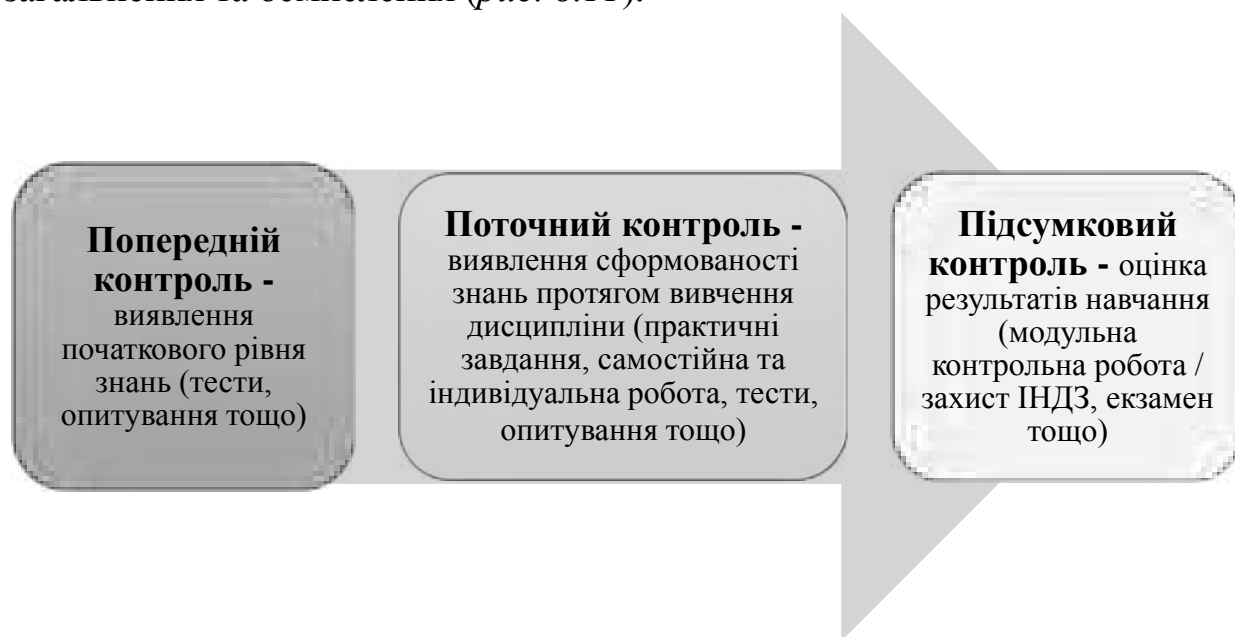 Попередній
контроль -
виявлення
початкового рівня
знань (тести,
опитування тощо)
Поточний контроль -
виявлення сформованості
знань протягом вивчення
дисципліни (практичні
завдання, самостійна та
індивідуальна робота, тести,
опитування тощо)
Підсумковий
контроль - оцінка
результатів навчання
(модульна
контрольна робота /
захист ІНДЗ, екзамен
тощо)